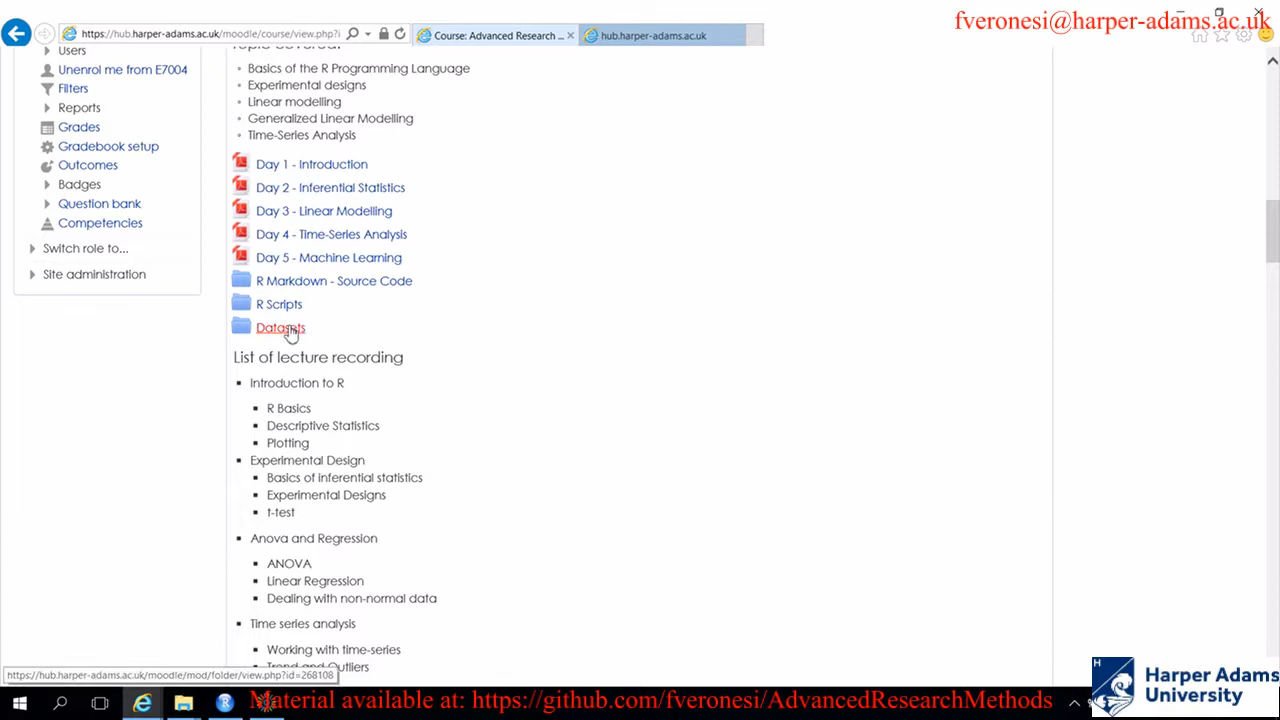 fveronesi@harper-adams.ac.uk
https://hub.harper-adams.ac.uk/moodle/course/view.php?i
Course: Advanced Research ...
hub.harper-adams.ac.uk
Users
Unenrol me from E7004
Filters
Reports
Grades
Gradebook setup
Outcomes
Badges
Question bank
Competencies
Switch role to...
Site administration
Topic covered:
Basics of the R Programming Language
Experimental designs
Linear modelling
Generalized Linear Modelling
Time-Series Analysis
Day 1 - Introduction
Day 2 - Inferential Statistics
Day 3 - Linear Modelling
Day 4 - Time-Series Analysis
Day 5 - Machine Learning
R Markdown - Source Code
R Scripts
Datasets
List of lecture recording
Introduction to R
R Basics
Descriptive Statistics
Plotting
Experimental Design
Basics of inferential statistics
Experimental Designs
t-test
Anova and Regression
ANOVA
Linear Regression
Dealing with non-normal data
Time series analysis
Working with time-series
Trend and Outliers
https://hub.harper-adams.ac.uk/moodle/mod/folder/view.php?id=268108
Material available at: https://github.com/fveronesi/AdvancedResearchMethods
H
Harper Adams
University